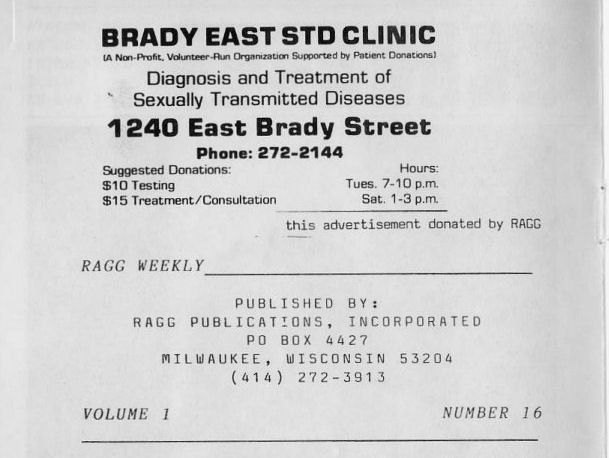 BRADY EAST STD CLINIC
(A Non-Profit, Volunteer-Run Organization Supported by Patient Donations)
Diagnosis and Treatment of
Sexually Transmitted Diseases
1240 East Brady Street
Phone: 272-2144
Suggested Donations: Hours:
$10 Testing Tues. 7-10 p.m.
$15 Treatment/Consultation Sat. 1-3 p.m.
this advertisement donated by RAGG
RAGG WEEKLY
PUBLISHED BY:
RAGG PUBLICATIONS, INCORPORATED
PO BOX 4427
MILWAUKEE, WISCONSIN 53204
(414) 272-3913
VOLUME 1 NUMBER 16